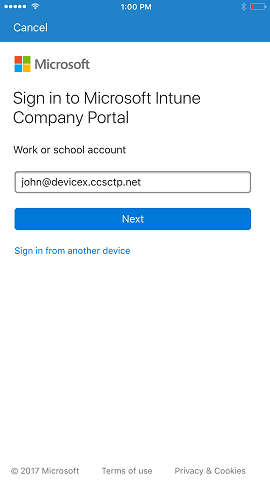 1:00 PM
Cancel
Microsoft
Sign in to Microsoft Intune
Company Portal
Work or school account
john@devicex.ccsctp.net
Next
Sign in from another device
© 2017 Microsoft Terms of use Privacy & Cookies